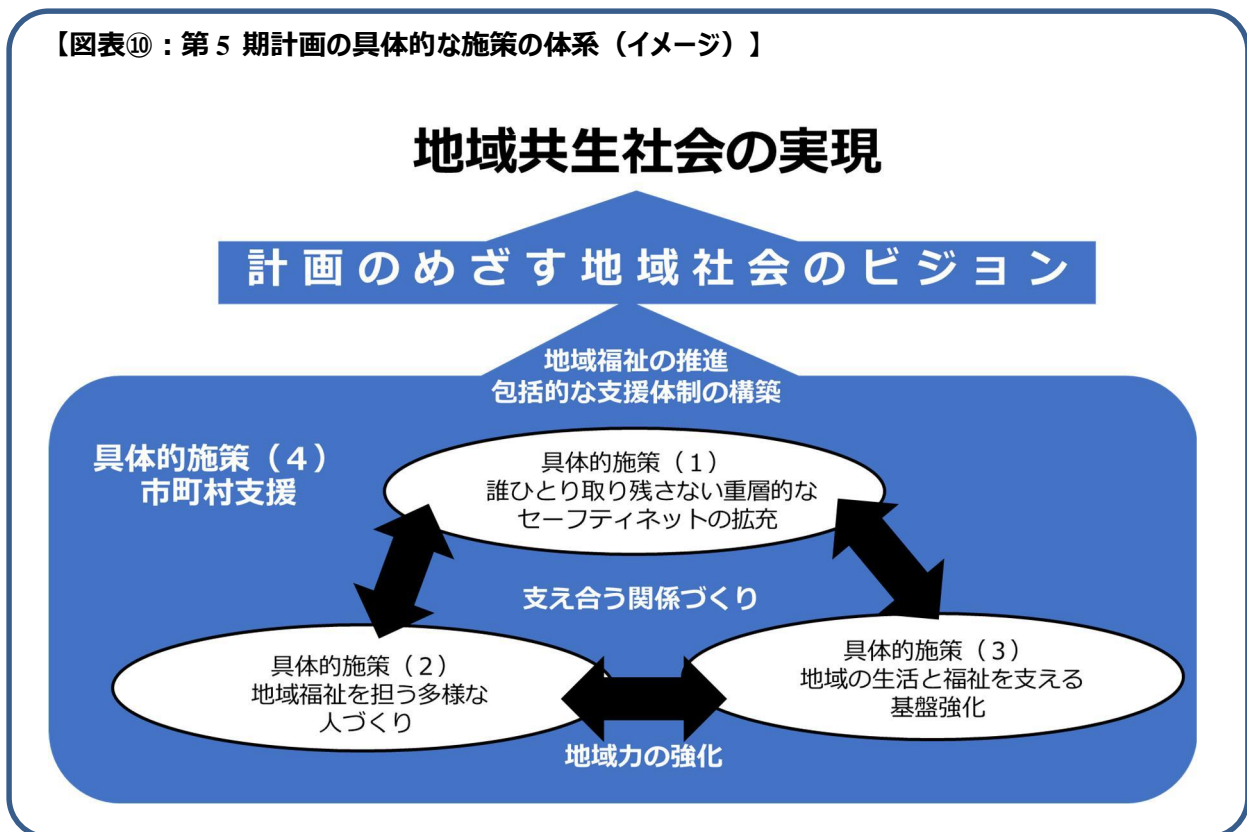 【図表⑩：第 5 期計画の具体的な施策の体系（イメージ）】
地域共生社会の実現
計画のめざす地域社会のビジョン
地域福祉の推進
包括的な支援体制の構築
具体的施策（４）
市町村支援
具体的施策（１）
誰ひとり取り残さない重層的な
セーフティネットの拡充
支え合う関係づくり
具体的施策（２）
地域福祉を担う多様な
人づくり
具体的施策（３）
地域の生活と福祉を支える
基盤強化
地域力の強化